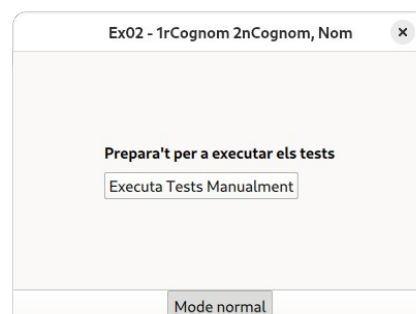 Ex02 - 1rCognom 2nCognom, Nom
Prepara't per a executar els tests
Executa Tests Manualment
Mode normal